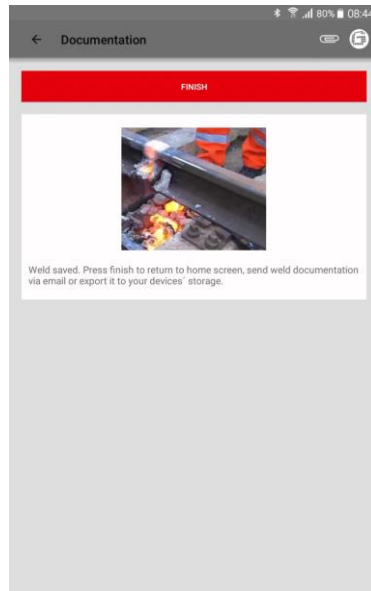 80% 08:44
Documentation
FINISH
Weld saved. Press finish to return to home screen, send weld documentation
via email or export it to your devices´ storage.